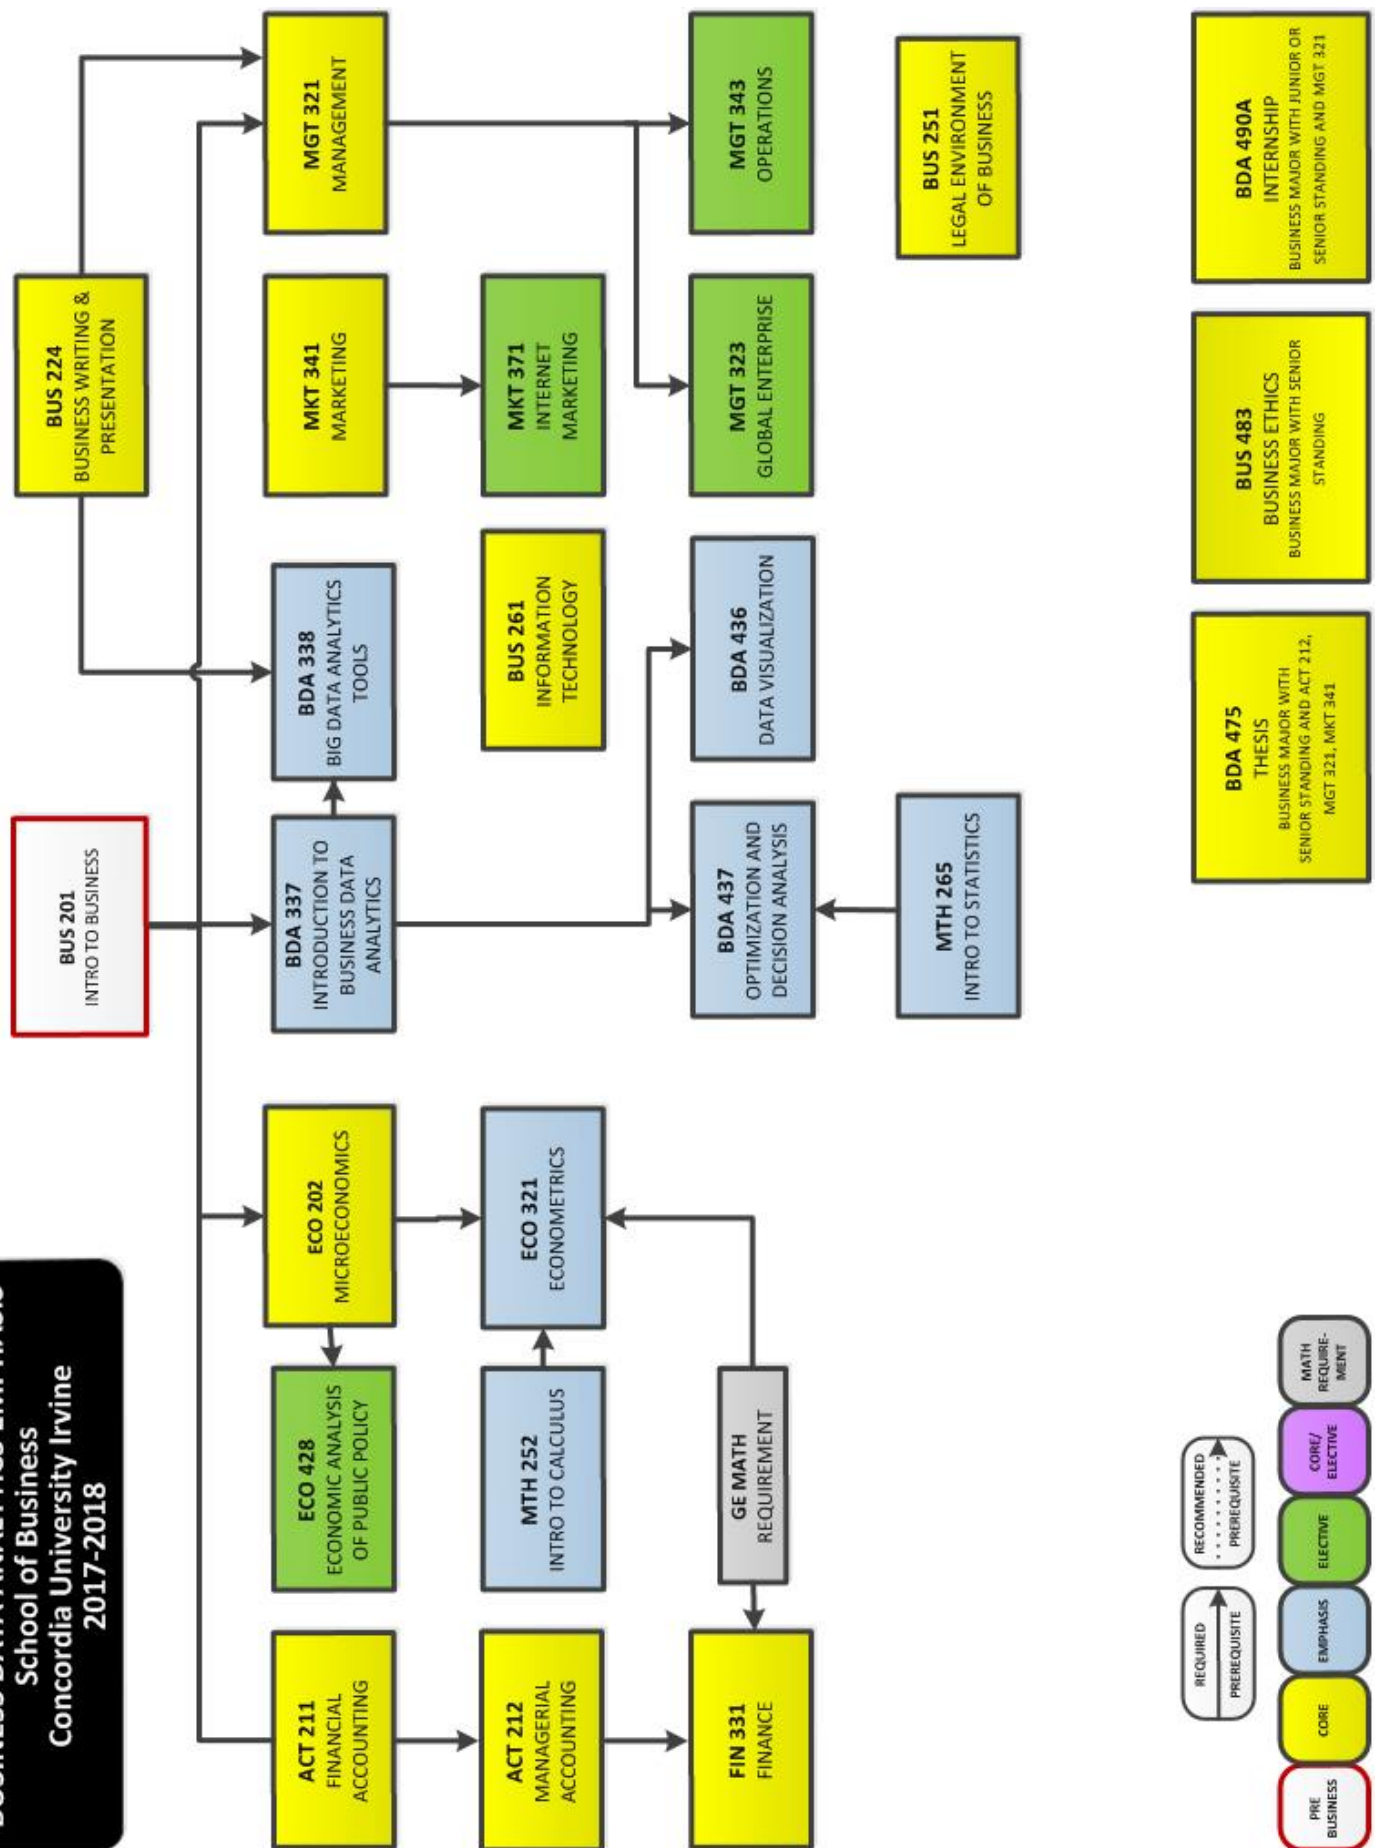 School of Business
Concordia University Irvine
2017-2018
BUS 201
INTRO TO BUSINESS
BUS 224
BUSINESS WRITING &
PRESENTATION
ACT 211
FINANCIAL
ACCOUNTING
ECO 428
ECONOMIC ANALYSIS
OF PUBLIC POLICY
ECO 202
MICROECONOMICS
BDA 337
INTRODUCTION TO
BUSINESS DATA
ANALYTICS
BDA 338
BIG DATA ANALYTICS
TOOLS
MKT 341
MARKETING
MGT 321
MANAGEMENT
ACT 212
MANAGERIAL
ACCOUNTING
MTH 252
INTRO TO CALCULUS
ECO 321
ECONOMETRICS
BUS 261
INFORMATION
TECHNOLOGY
MKT 371
INTERNET
MARKETING
FIN 331
FINANCE
GE MATH
REQUIREMENT
BDA 437
OPTIMIZATION AND
DECISION ANALYSIS
BDA 436
DATA VISUALIZATION
MGT 323
GLOBAL ENTERPRISE
MGT 343
OPERATIONS
MTH 265
INTRO TO STATISTICS
BUS 251
LEGAL ENVIRONMENT
OF BUSINESS
REQUIRED
PREREQUISITE
RECOMMENDED
PREREQUISITE
PRE
BUSINESS
CORE
EMPHASIS
ELECTIVE
CORE/
ELECTIVE
MATH
REQUIRE-
MENT
BDA 475
THESIS
BUSINESS MAJOR WITH
SENIOR STANDING AND ACT 212,
MGT 321, MKT 341
BUS 483
BUSINESS ETHICS
BUSINESS MAJOR WITH SENIOR
STANDING
BDA 490A
INTERNSHIP
BUSINESS MAJOR WITH JUNIOR OR
SENIOR STANDING AND MGT 321